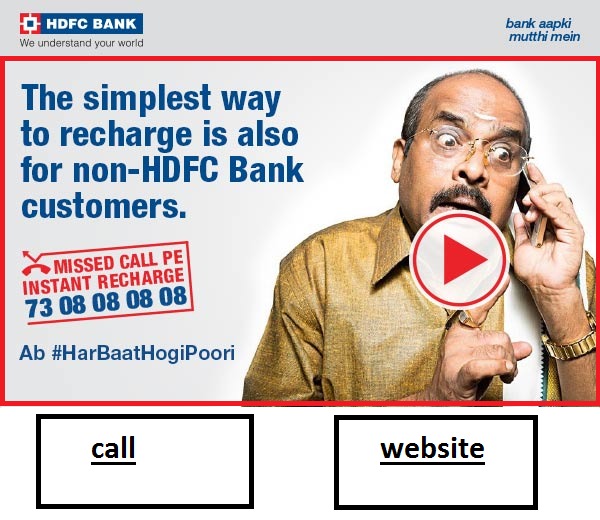 HDFC BANK
We understand your world
bank aapki
mutthi mein
The simplest way
to recharge is also
for non-HDFC Bank
customers.
MISSED CALL PE
INSTANT RECHARGE
73 08 08 08 08
Ab #HarBaatHogiPoori
call
website